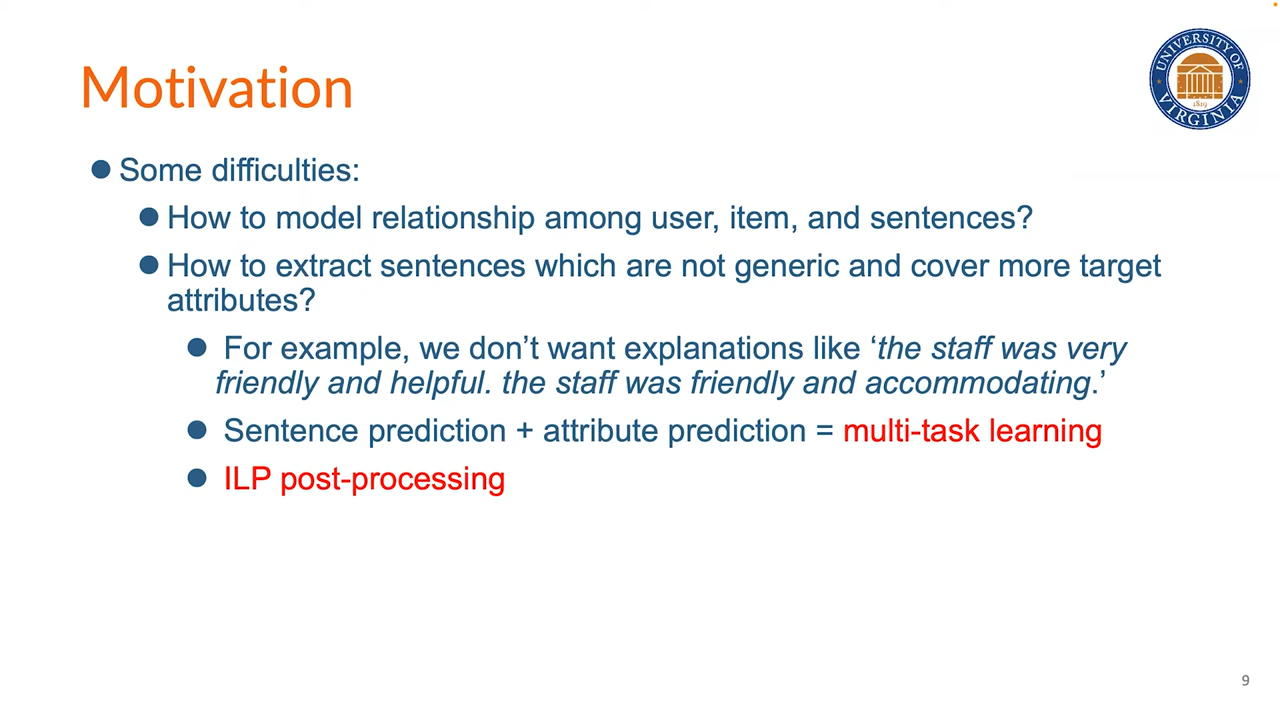 Motivation
UNIVERSITY OF VIRGINIA
1819
Some difficulties:
How to model relationship among user, item, and sentences?
How to extract sentences which are not generic and cover more target
attributes?
For example, we don’t want explanations like ‘the staff was very
friendly and helpful. the staff was friendly and accommodating.’
Sentence prediction + attribute prediction = multi-task learning
ILP post-processing
9